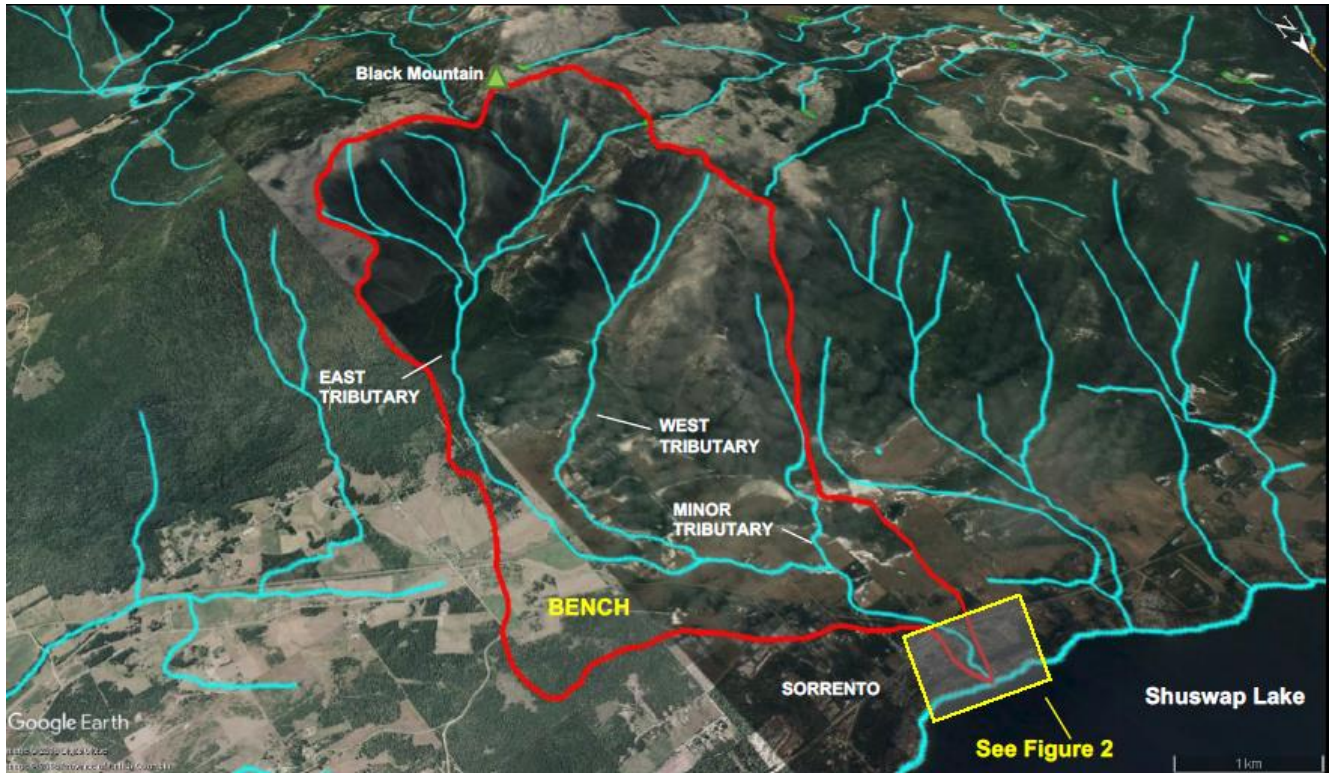 N
Black Mountain
EAST
TRIBUTARY
WEST
TRIBUTARY
MINOR
TRIBUTARY
BENCH
SORRENTO
Shuswap Lake
Google Earth
See Figure 2
1km